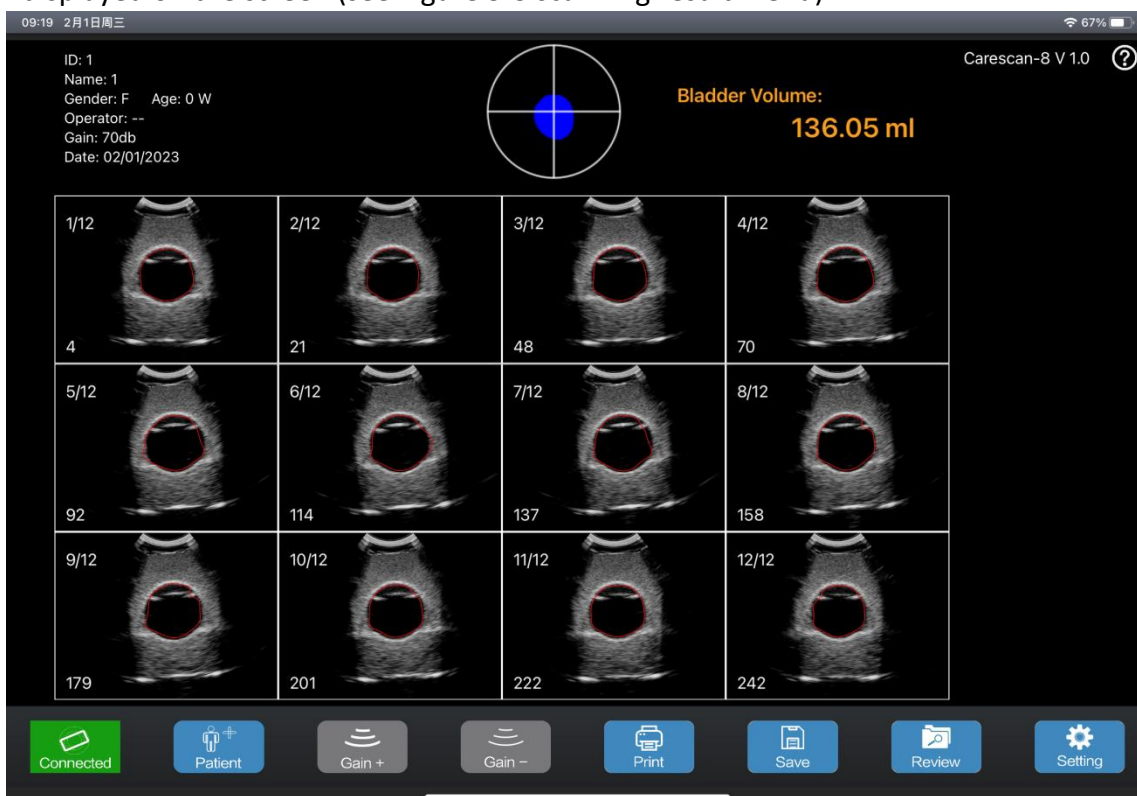 09:19 2月1日周三
67%
ID: 1
Name: 1
Gender: F Age: 0 W
Operator: --
Gain: 70db
Date: 02/01/2023
Bladder Volume:
136.05 ml
Carescan-8 V 1.0
1/12
2/12
3/12
4/12
4
21
48
70
5/12
6/12
7/12
8/12
92
114
137
158
9/12
10/12
11/12
12/12
179
201
222
242
Connected
Patient
Gain +
Gain −
Print
Save
Review
Setting